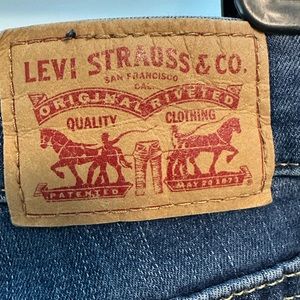 LEVI STRAUSS & CO.
SAN FRANCISCO
CAL.
ORIGINAL RIVETED
QUALITY CLOTHING
PATENTED MAY 20 1873